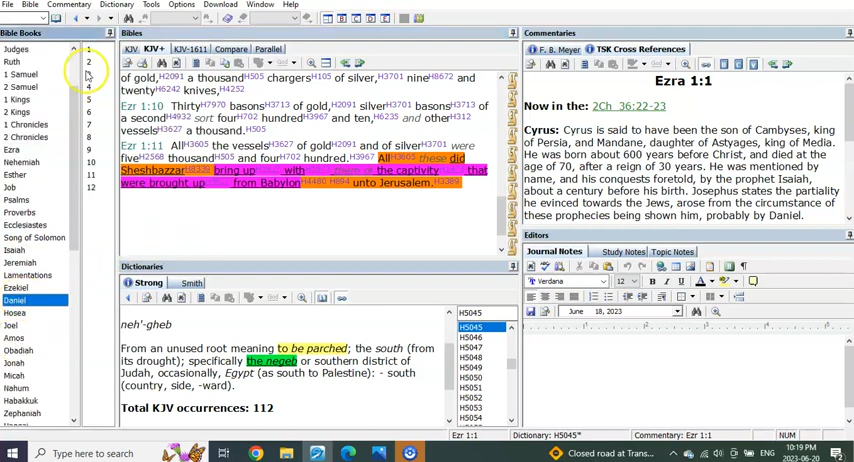 File Bible Commentary Dictionary Tools Options Download Window Help
Bible Books
Judges
Ruth
1 Samuel
2 Samuel
1 Kings
2 Kings
1 Chronicles
2 Chronicles
Ezra
Nehemiah
Esther
Job
Psalms
Proverbs
Ecclesiastes
Song of Solomon
Isaiah
Jeremiah
Lamentations
Ezekiel
Daniel
Hosea
Joel
Amos
Obadiah
Jonah
Micah
Nahum
Habakkuk
Zephaniah
1
2
4
5
6
7
8
9
10
11
12
Bibles
KJV KJV+ KJV-1611 Compare Parallel
of gold,H2091 a thousandH505 chargersH105 of silver,H3701 nineH8672 and
twentyH6242 knives,H4252
Ezr 1:10 ThirtyH7970 basonsH3713 of gold,H2091 silverH3701 basonsH3713 of
a secondH4932 sort fourH702 hundredH3967 and ten,H6235 and otherH312
vesselsH3627 a thousand.H505
Ezr 1:11 AllH3605 the vesselsH3627 of goldH2091 and of silverH3701 were
fiveH2568 thousandH505 and fourH702 hundred.H3967 AllH3605 these did
SheshbazzarH8339 bring up with them of the captivity that
were brought up from BabylonH4480 H894 unto Jerusalem.H3389
Dictionaries
Strong Smith
neh'-gheb
From an unused root meaning to be parched; the south (from
its drought); specifically the negeb or southern district of
Judah, occasionally, Egypt (as south to Palestine): - south
(country, side, -ward).
Total KJV occurrences: 112
H5045
H5045
H5046
H5047
H5048
H5049
H5050
H5051
H5052
H5053
H5054
Commentaries
F. B. Meyer TSK Cross References
Ezra 1:1
Now in the: 2Ch_36:22-23
Cyrus: Cyrus is said to have been the son of Cambyses, king
of Persia, and Mandane, daughter of Astyages, king of Media.
He was born about 600 years before Christ, and died at the
age of 70, after a reign of 30 years. He was mentioned by
name, and his conquests foretold, by the prophet Isaiah,
about a century before his birth. Josephus states the partiality
he evinced towards the Jews, arose from the circumstance of
these prophecies being shown him, probably by Daniel.
Editors
Journal Notes Study Notes Topic Notes
Verdana 12 B I U A
June 18, 2023
1 2 3 4
Ezr 1:1 Dictionary: H5045* Commentary: Ezr 1:1 NUM
Type here to search
Closed road at Trans... ENG 10:19 PM
2023-06-20